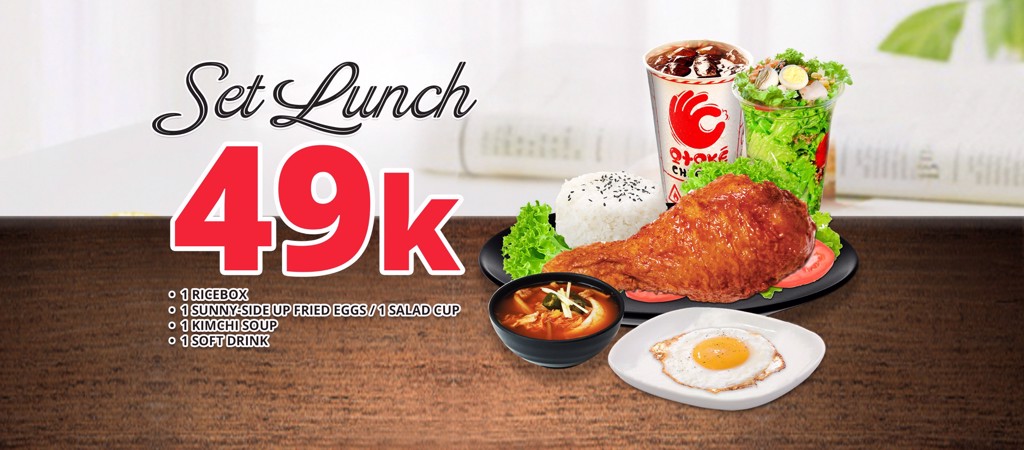 Set Lunch
49k
• 1 RICEBOX
• 1 SUNNY-SIDE UP FRIED EGGS / 1 SALAD CUP
• 1 KIMCHI SOUP
• 1 SOFT DRINK
OTOKÉ